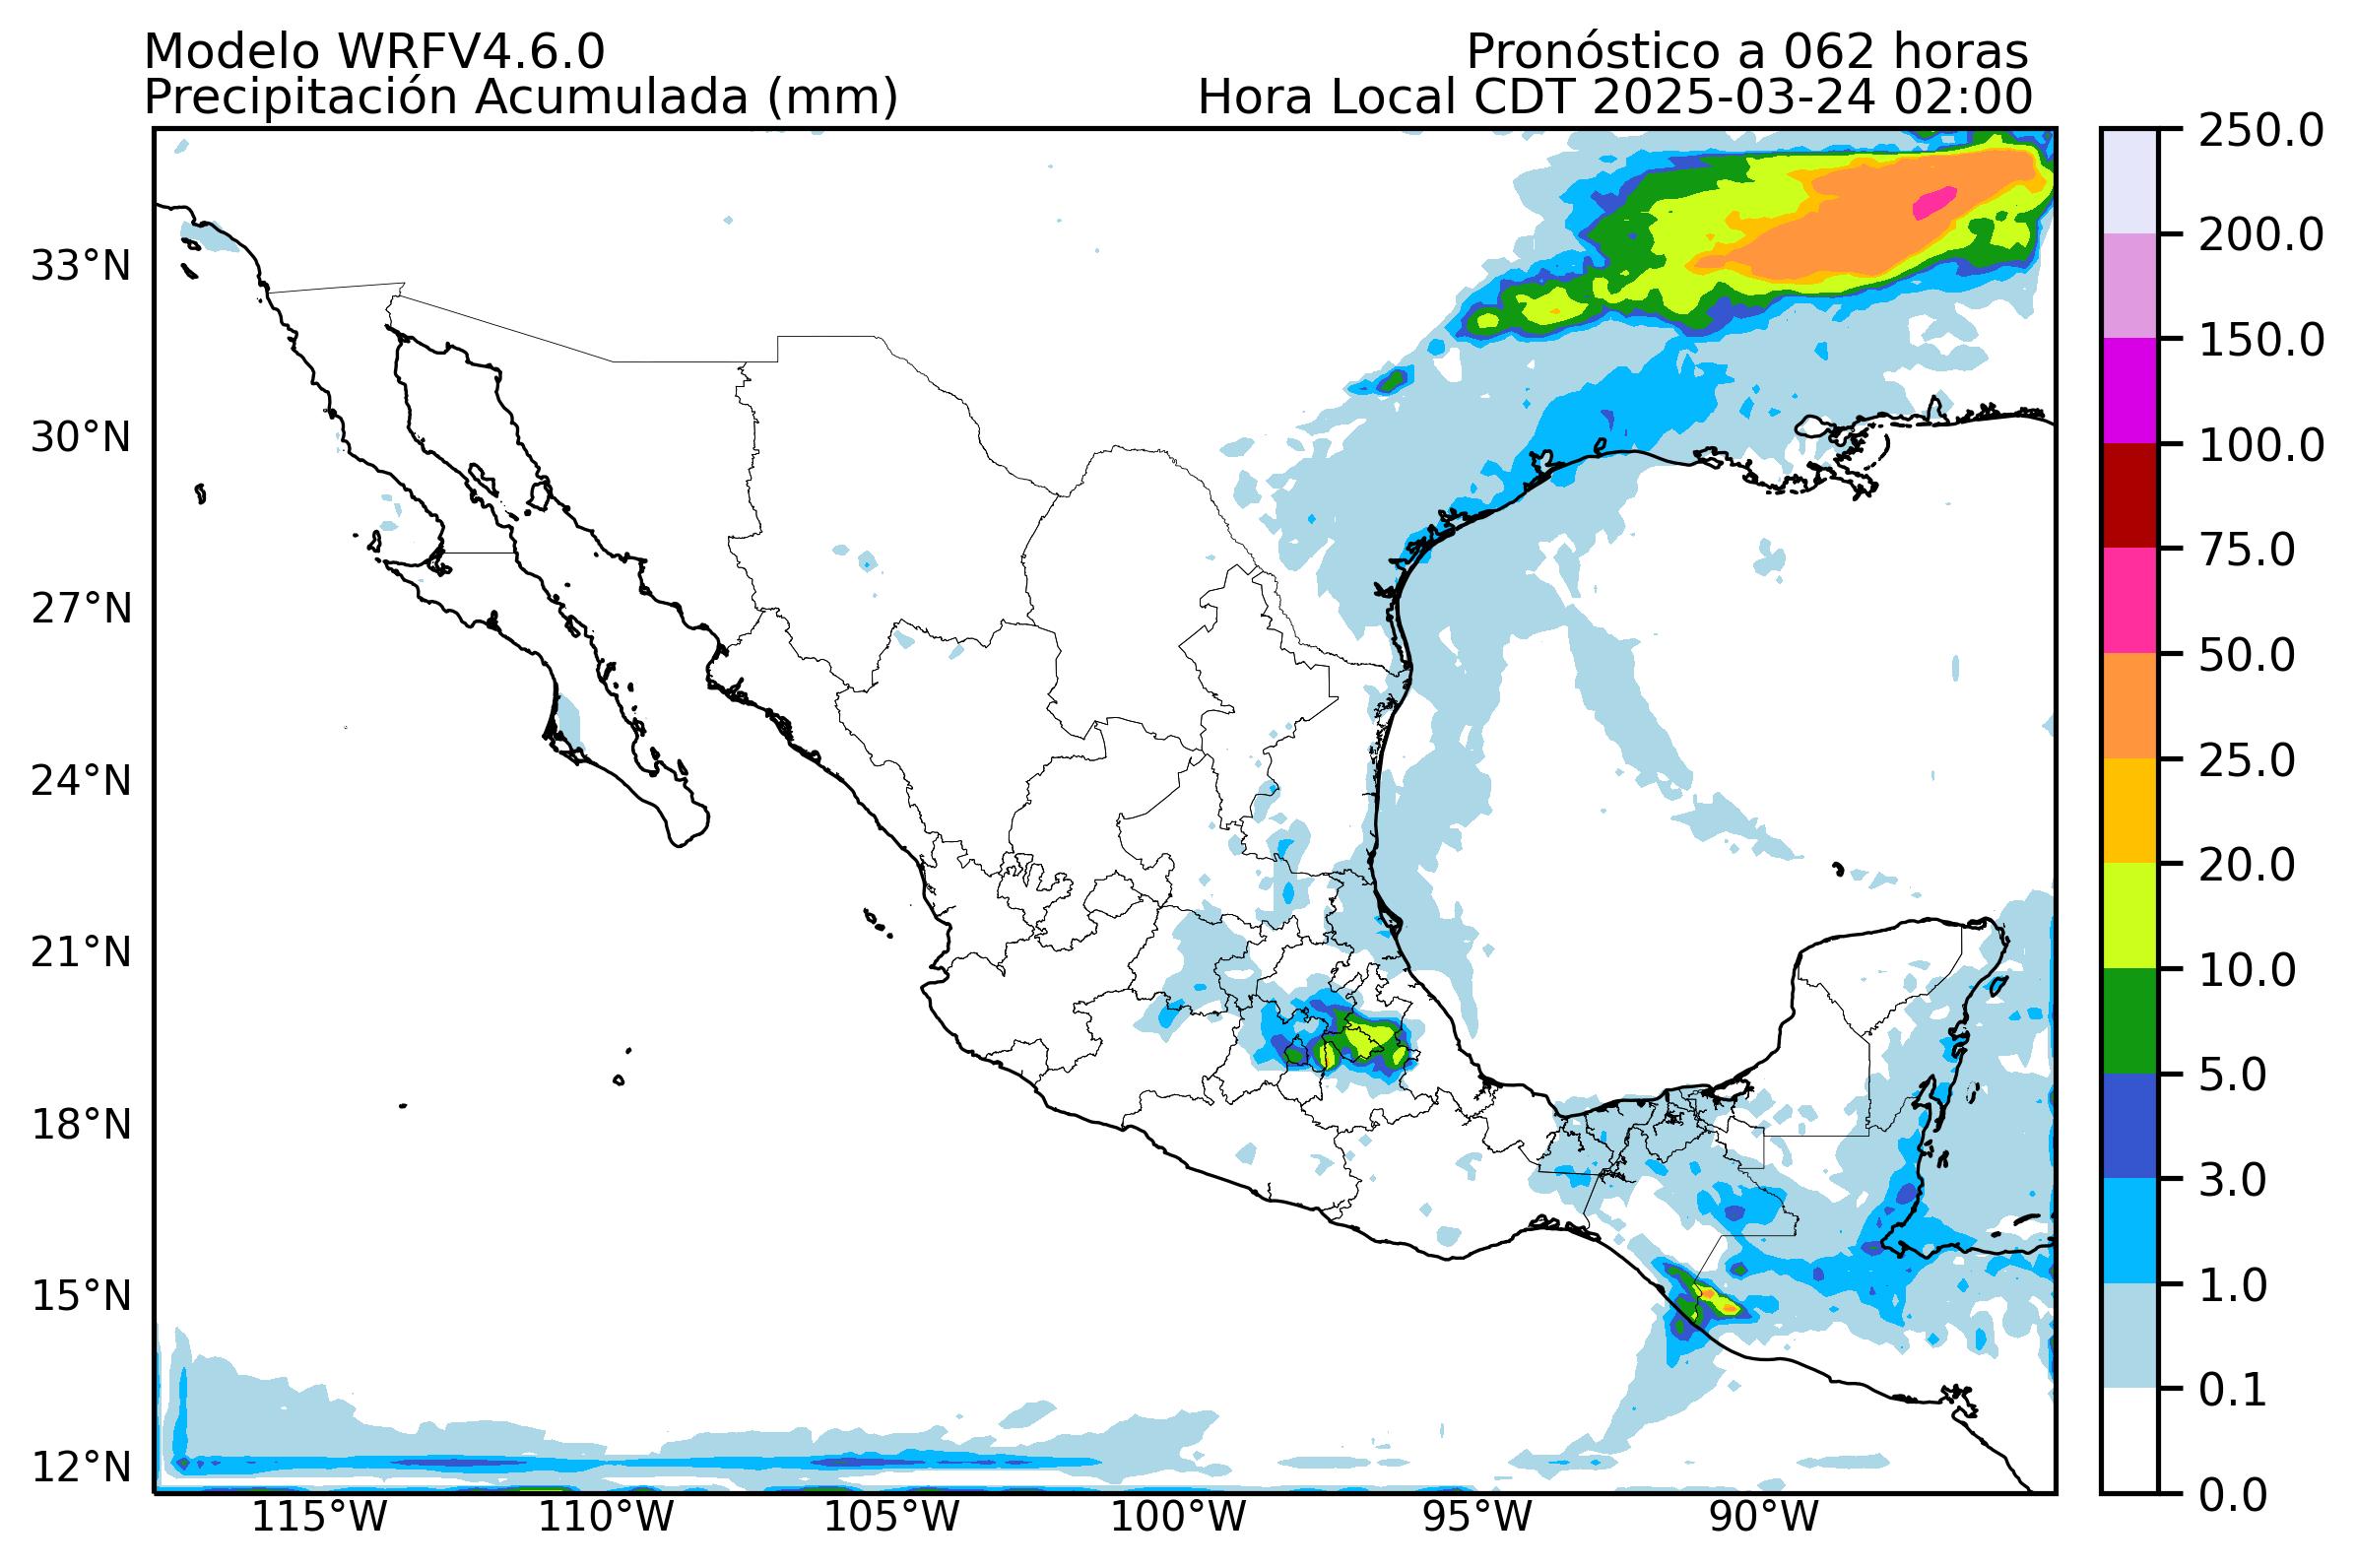 Modelo WRFV4.6.0
Pronóstico a 062 horas
Precipitación Acumulada (mm)
Hora Local CDT 2025-03-24 02:00
33°N
30°N
27°N
24°N
21°N
18°N
15°N
12°N
115°W
110°W
105°W
100°W
95°W
90°W
250.0
200.0
150.0
100.0
75.0
50.0
25.0
20.0
10.0
5.0
3.0
1.0
0.1
0.0